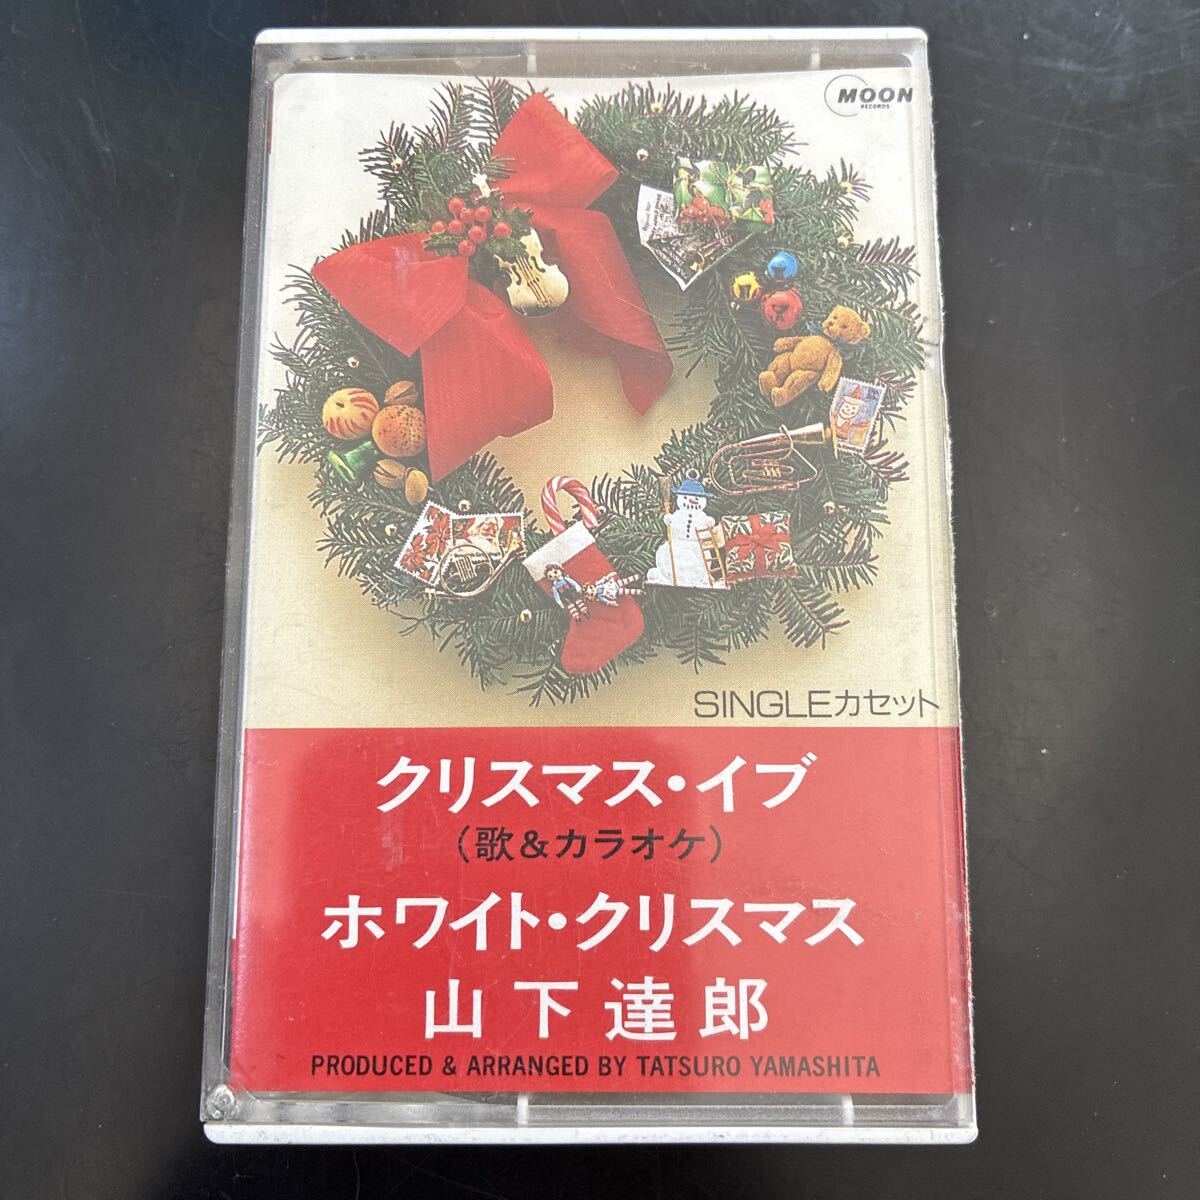 MOON
RECORDS
SINGLEカセット
クリスマス・イブ
(歌&カラオケ)
ホワイト・クリスマス
山下達郎
PRODUCED & ARRANGED BY TATSURO YAMASHITA